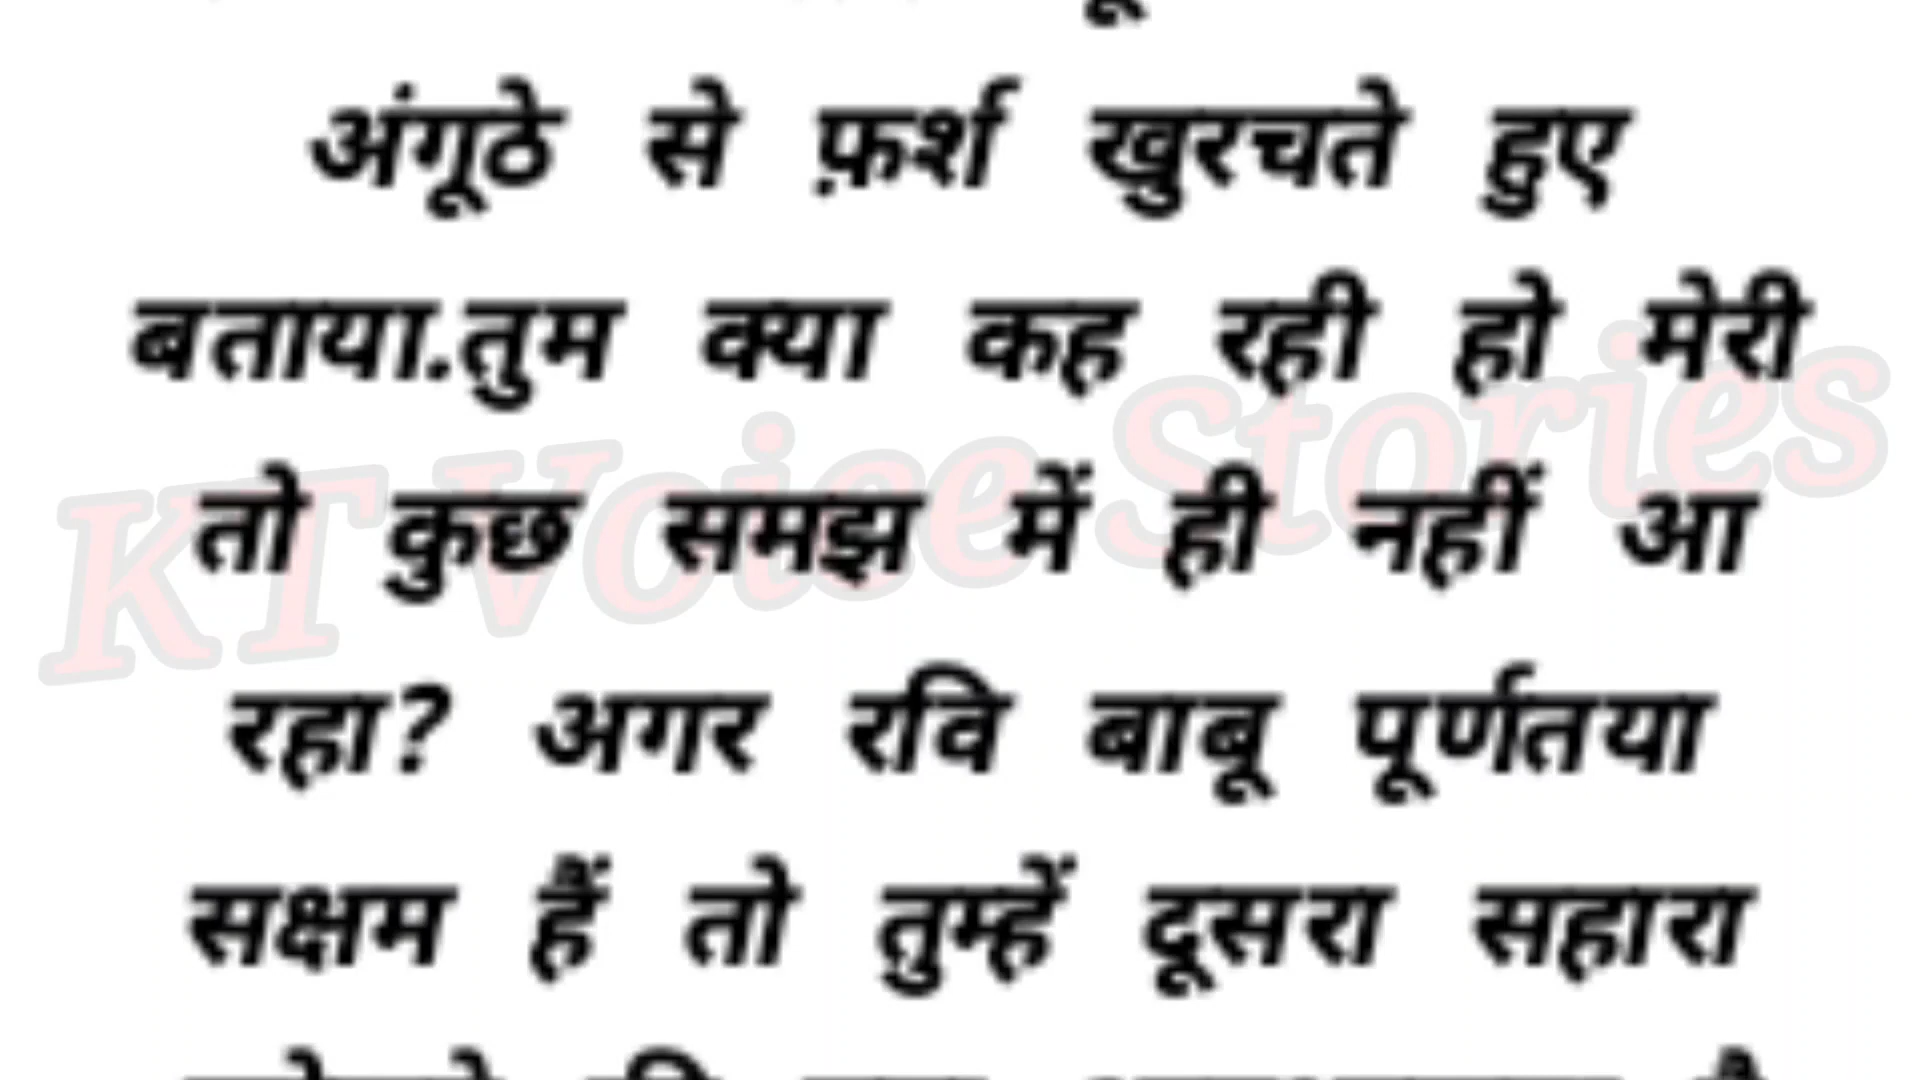 अंगूठे से फ़र्श खुरचते हुए
बताया.तुम क्या कह रही हो मेरी
तो कुछ समझ में ही नहीं आ
रहा? अगर रवि बाबू पूर्णतया
सक्षम हैं तो तुम्हें दूसरा सहारा
KT Voice Stories